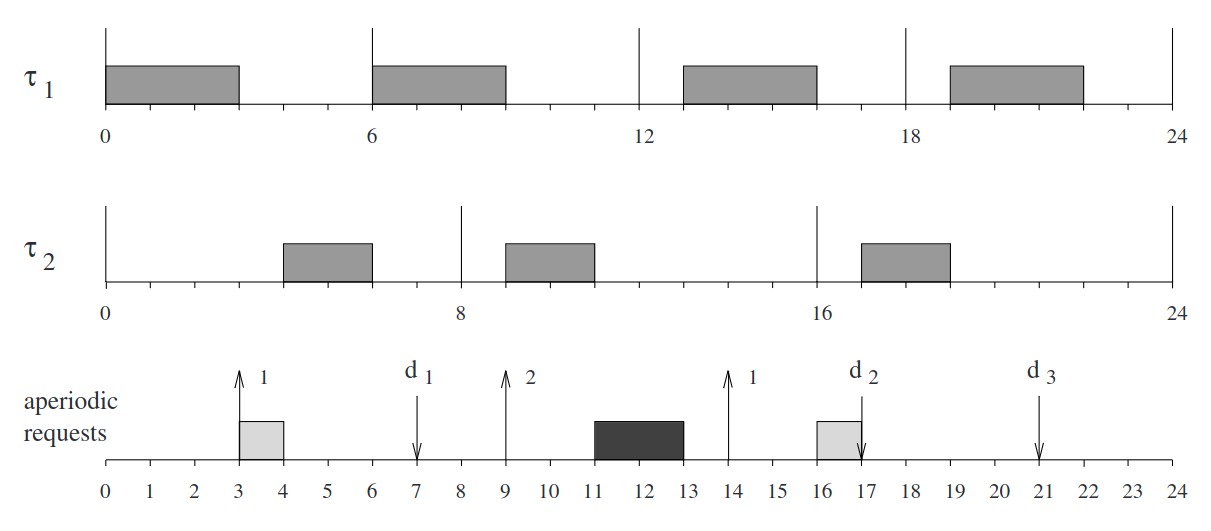 τ 1
0 6 12 18 24
τ 2
0 8 16 24
1 d 1 2 1 d 2 d 3
aperiodic
requests
0 1 2 3 4 5 6 7 8 9 10 11 12 13 14 15 16 17 18 19 20 21 22 23 24